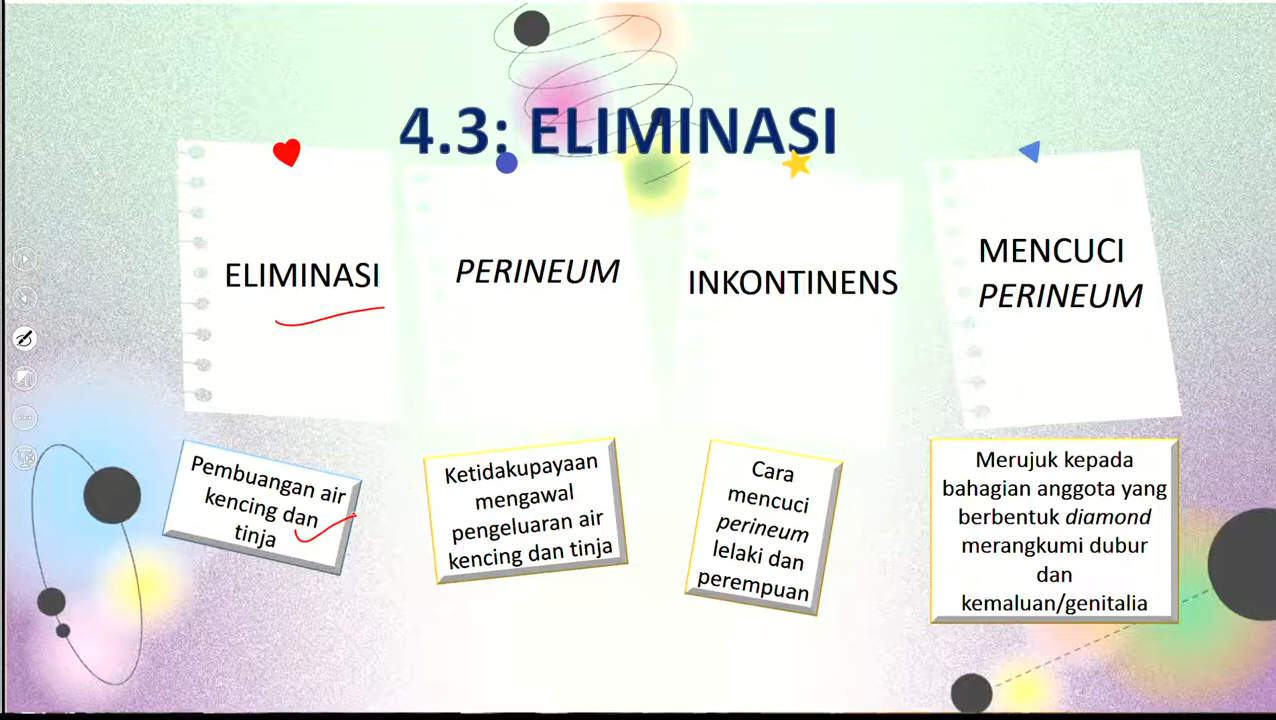 4.3: ELIMINASI
ELIMINASI
PERINEUM
INKONTINENS
MENCUCI
PERINEUM
Pembuangan air
kencing dan
tinja
Ketidakupayaan
mengawal
pengeluaran air
kencing dan tinja
Cara
mencuci
perineum
lelaki dan
perempuan
Merujuk kepada
bahagian anggota yang
berbentuk diamond
merangkumi dubur
dan
kemaluan/genitalia